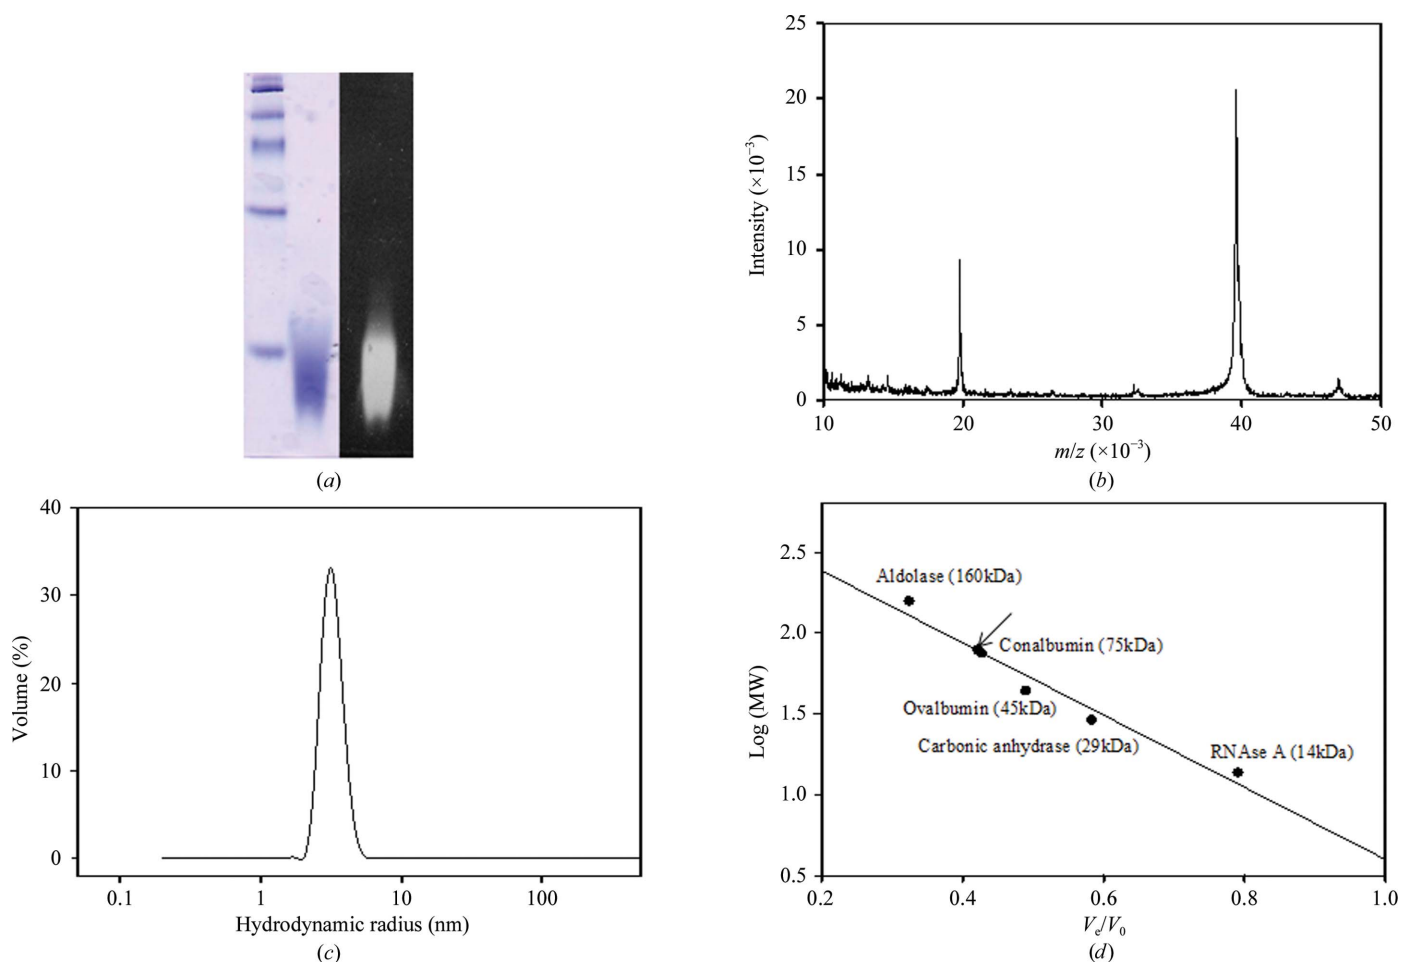 (a)
25
20
15
10
5
0
Intensity (×10⁻³)
10 20 30 40 50
m/z (×10⁻³)
(b)
40
30
20
10
0
Volume (%)
0.1 1 10 100
Hydrodynamic radius (nm)
(c)
2.5
2.0
1.5
1.0
0.5
Log (MW)
Aldolase (160kDa)
Conalbumin (75kDa)
Ovalbumin (45kDa)
Carbonic anhydrase (29kDa)
RNAse A (14kDa)
0.2 0.4 0.6 0.8 1.0
Vₑ/V₀
(d)